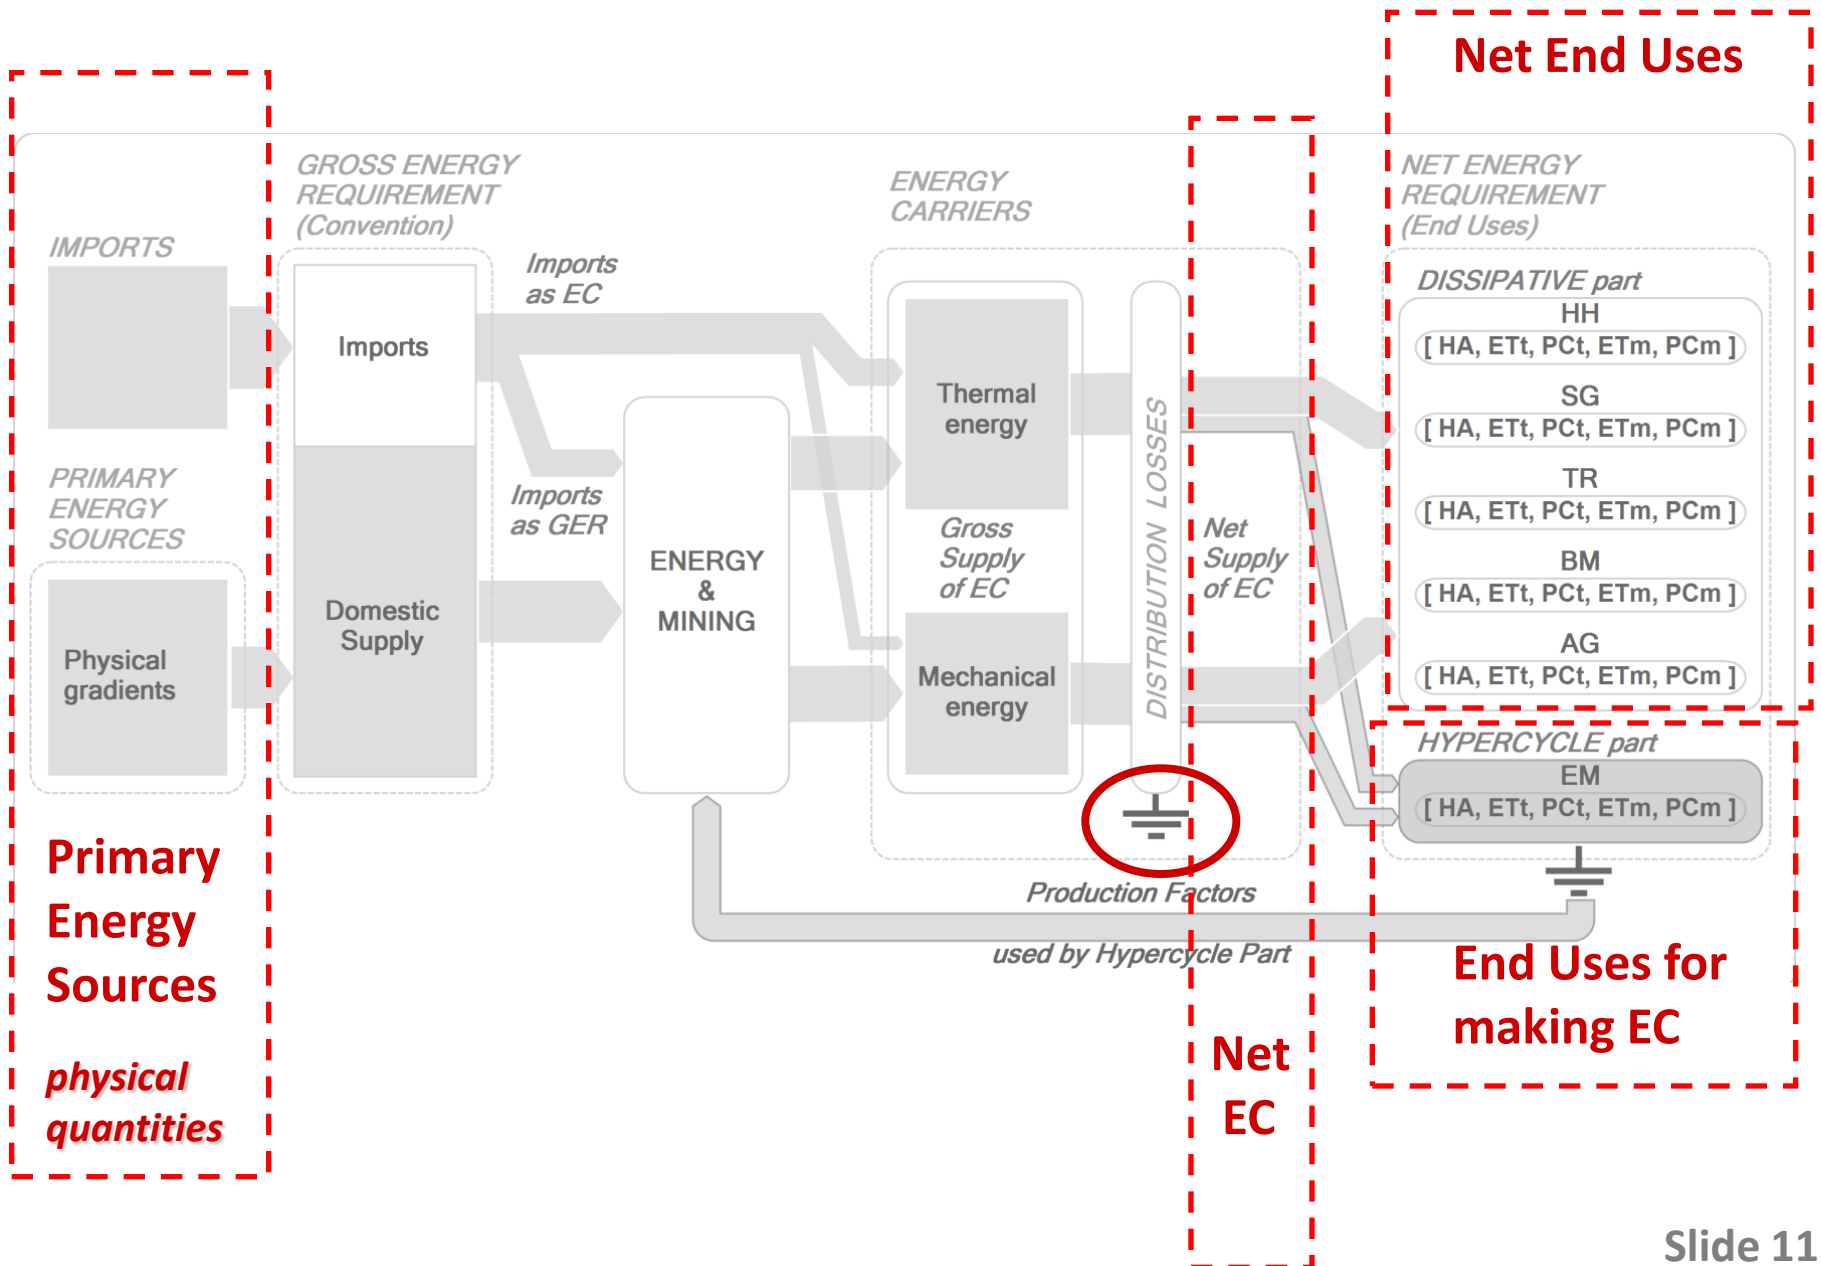 Net End Uses
GROSS ENERGY
REQUIREMENT
(Convention)
ENERGY
CARRIERS
NET ENERGY
REQUIREMENT
(End Uses)
IMPORTS
Imports
as EC
Imports
DISSIPATIVE part
HH
[ HA, ETt, PCt, ETm, PCm ]
SG
[ HA, ETt, PCt, ETm, PCm ]
TR
[ HA, ETt, PCt, ETm, PCm ]
BM
[ HA, ETt, PCt, ETm, PCm ]
AG
[ HA, ETt, PCt, ETm, PCm ]
Thermal
energy
PRIMARY
ENERGY
SOURCES
Imports
as GER
ENERGY
&
MINING
Gross
Supply
of EC
DISTRIBUTION LOSSES
Net
Supply
of EC
Domestic
Supply
Physical
gradients
Mechanical
energy
HYPERCYCLE part
EM
[ HA, ETt, PCt, ETm, PCm ]
Production Factors
used by Hypercycle Part
Primary
Energy
Sources
physical
quantities
Net
EC
End Uses for
making EC
Slide 11